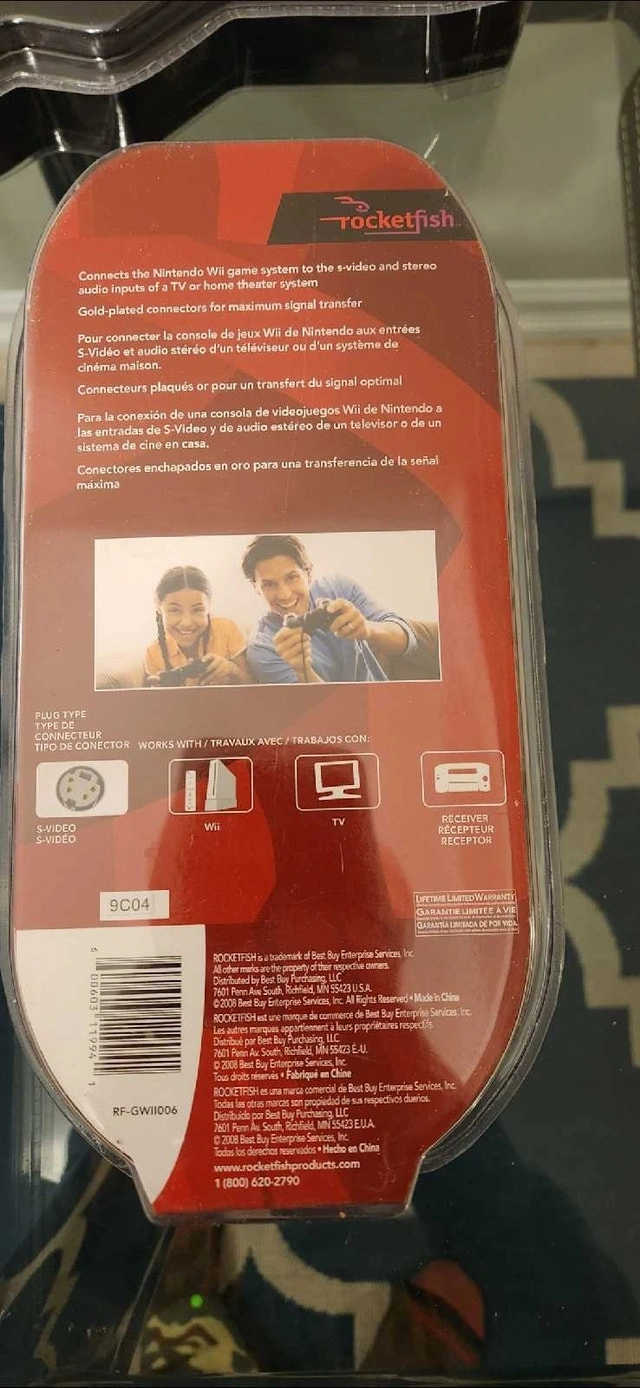 rocketfish
Connects the Nintendo Wii game system to the s-video and stereo
audio inputs of a TV or home theater system
Gold-plated connectors for maximum signal transfer
Pour connecter la console de jeux Wii de Nintendo aux entrées
S-Vidéo et audio stéréo d'un téléviseur ou d'un système de
cinéma maison.
Connecteurs plaqués or pour un transfert du signal optimal
Para la conexión de una consola de videojuegos Wii de Nintendo a
las entradas de S-Video y de audio estéreo de un televisor o de un
sistema de cine en casa.
Conectores enchapados en oro para una transferencia de la señal
máxima
PLUG TYPE
TYPE DE
CONNECTEUR
TIPO DE CONECTOR WORKS WITH / TRAVAUX AVEC / TRABAJOS CON:
S-VIDEO
S-VIDÉO
Wii
TV
RECEIVER
RÉCEPTEUR
RECEPTOR
9C04
LIFETIME LIMITED WARRANTY
GARANTIE LIMITÉE À VIE
GARANTÍA LIMITADA DE POR VIDA
6 00603 11994 1
RF-GWII006
ROCKETFISH is a trademark of Best Buy Enterprise Services, Inc.
All other marks are the property of their respective owners.
Distributed by Best Buy Purchasing, LLC
7601 Penn Ave South, Richfield, MN 55423 U.S.A.
© 2008 Best Buy Enterprise Services, Inc. All Rights Reserved • Made in China
ROCKETFISH est une marque de commerce de Best Buy Enterprise Services, Inc.
Les autres marques appartiennent à leurs propriétaires respectifs.
Distribué par Best Buy Purchasing, LLC
7601 Penn Av. South, Richfield, MN 55423 É.-U.
© 2008 Best Buy Enterprise Services, Inc.
Tous droits réservés • Fabriqué en Chine
ROCKETFISH es una marca comercial de Best Buy Enterprise Services, Inc.
Todas las otras marcas son propiedad de sus respectivos dueños.
Distribuido por Best Buy Purchasing, LLC
7601 Penn Av. South, Richfield, MN 55423 E.U.A.
© 2008 Best Buy Enterprise Services, Inc.
Todos los derechos reservados • Hecho en China
www.rocketfishproducts.com
1 (800) 620-2790